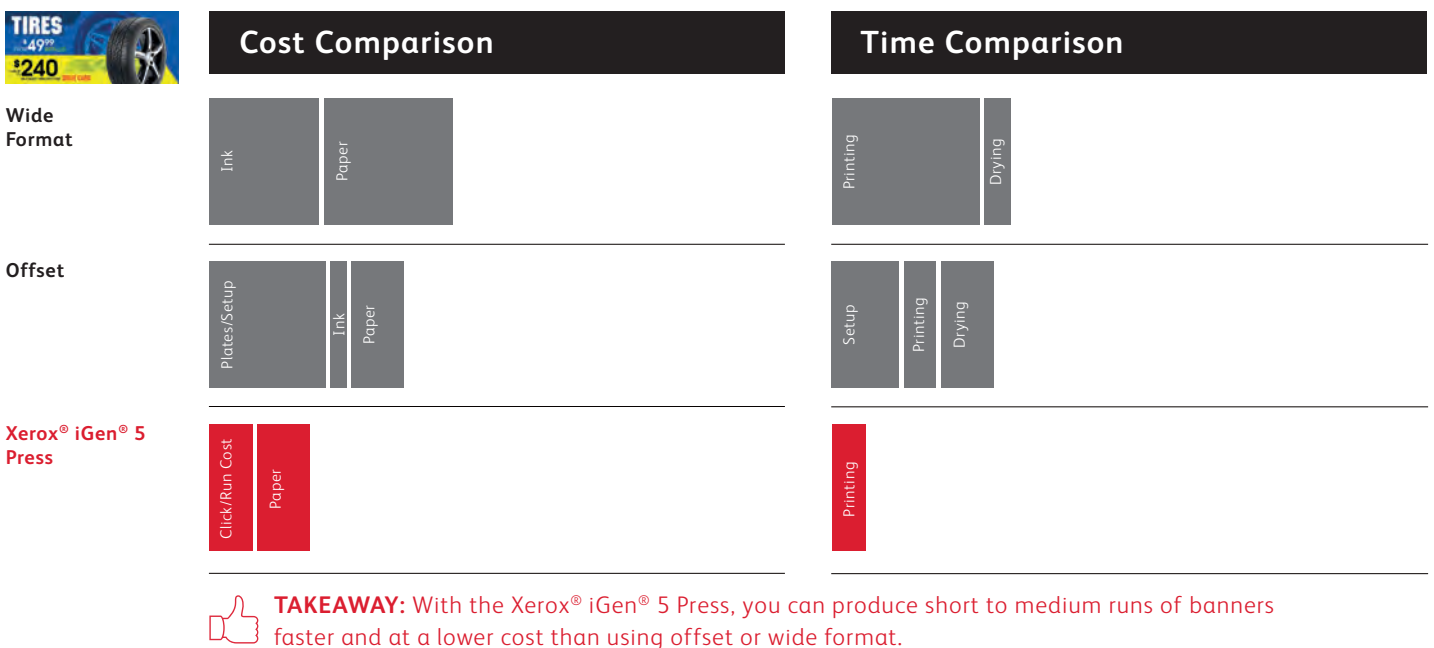 TIRES
$49⁹⁹
$240
Cost Comparison
Time Comparison
Wide
Format
Ink
Paper
Printing
Drying
Offset
Plates/Setup
Ink
Paper
Setup
Printing
Drying
Xerox® iGen® 5
Press
Click/Run Cost
Paper
Printing
TAKEAWAY: With the Xerox® iGen® 5 Press, you can produce short to medium runs of banners
faster and at a lower cost than using offset or wide format.